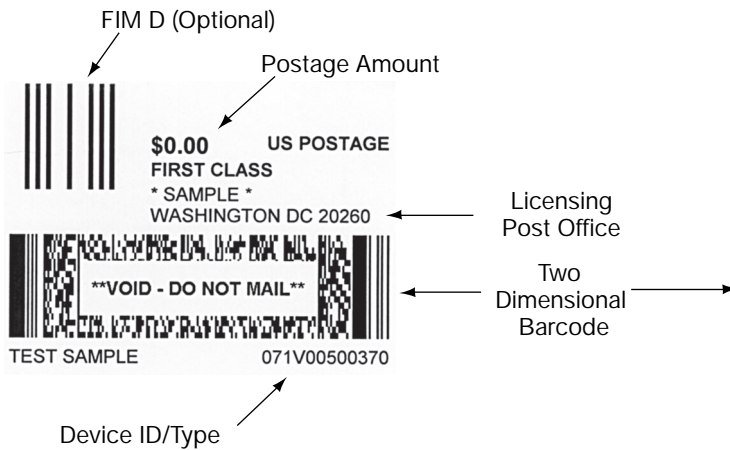 FIM D (Optional)
Postage Amount
$0.00 US POSTAGE
FIRST CLASS
* SAMPLE *
WASHINGTON DC 20260
Licensing
Post Office
**VOID - DO NOT MAIL**
Two
Dimensional
Barcode
TEST SAMPLE 071V00500370
Device ID/Type